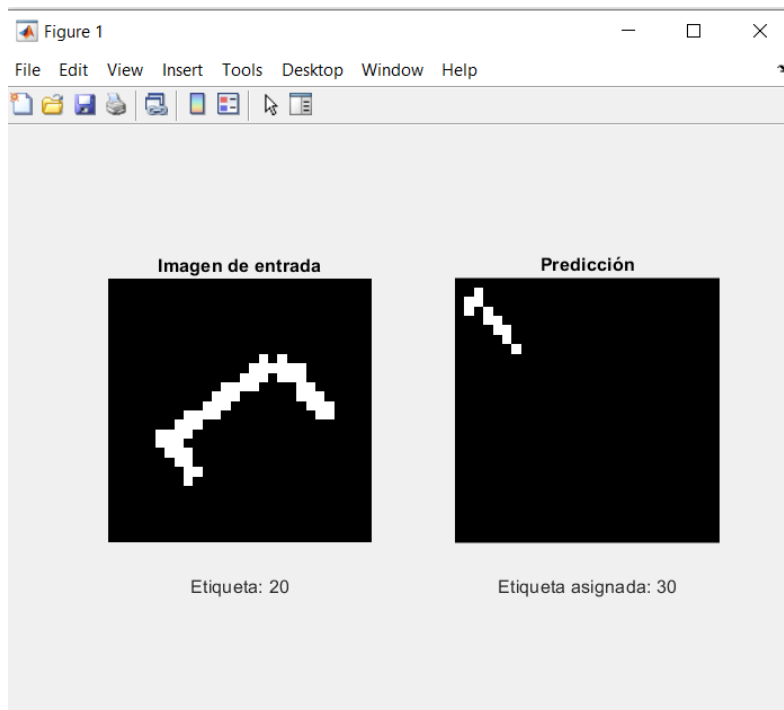 Figure 1
File Edit View Insert Tools Desktop Window Help
Imagen de entrada
Predicción
Etiqueta: 20
Etiqueta asignada: 30